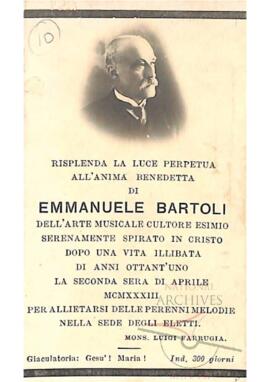 10
RISPLENDA LA LUCE PERPETUA
ALL'ANIMA BENEDETTA
DI
EMMANUELE BARTOLI
DELL'ARTE MUSICALE CULTORE ESIMIO
SERENAMENTE SPIRATO IN CRISTO
DOPO UNA VITA ILLIBATA
DI ANNI OTTANT'UNO
LA SECONDA SERA DI APRILE
MCMXXXIII
PER ALLIETARSI DELLE PERENNI MELODIE
NELLA SEDE DEGLI ELETTI.
MONS. LUIGI FARRUGIA.
Giaculatoria: Gesu'! Maria! Ind, 300 giorni
NATIONAL
ARCHIVES